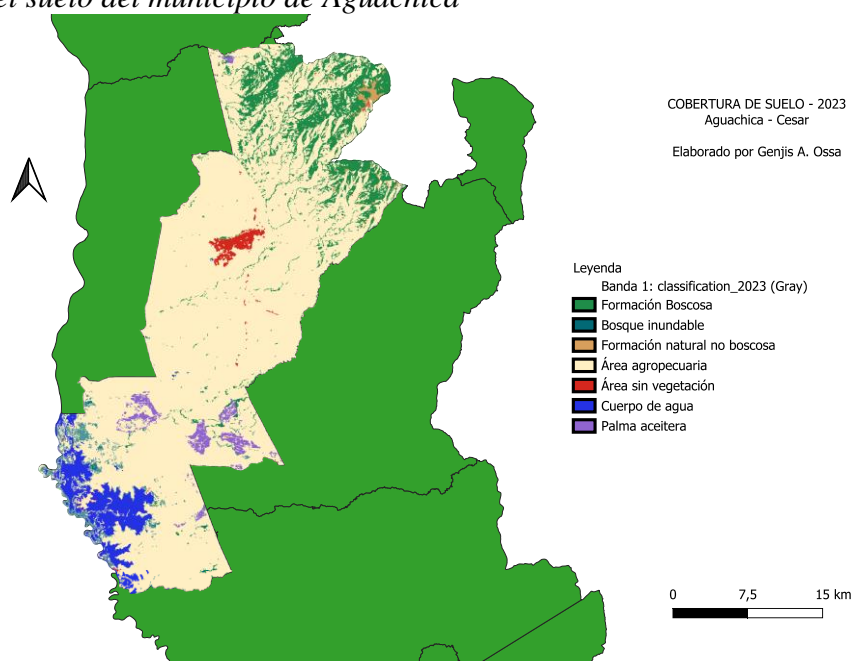 el suelo del municipio de Aguachica
COBERTURA DE SUELO - 2023
Aguachica - Cesar
Elaborado por Genjis A. Ossa
Leyenda
Banda 1: classification_2023 (Gray)
Formación Boscosa
Bosque inundable
Formación natural no boscosa
Área agropecuaria
Área sin vegetación
Cuerpo de agua
Palma aceitera
0 7,5 15 km